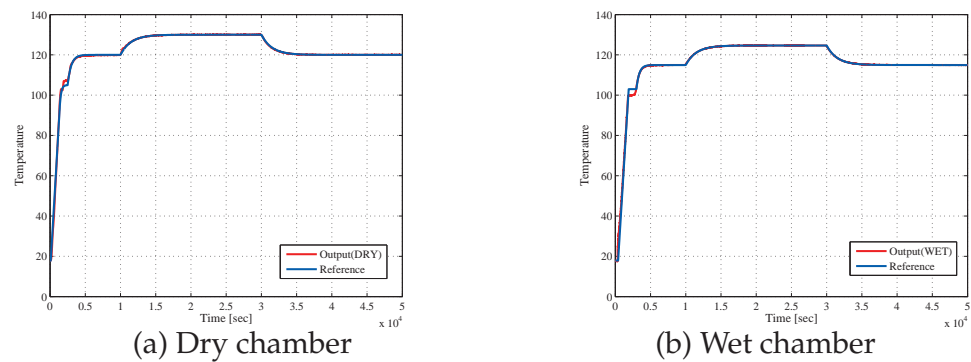 140
120
100
80
60
40
20
0
Temperature
Output(DRY)
Reference
0 0.5 1 1.5 2 2.5 3 3.5 4 4.5 5
Time [sec]
x 10^4
(a) Dry chamber
140
120
100
80
60
40
20
0
Temperature
Output(WET)
Reference
0 0.5 1 1.5 2 2.5 3 3.5 4 4.5 5
Time [sec]
x 10^4
(b) Wet chamber